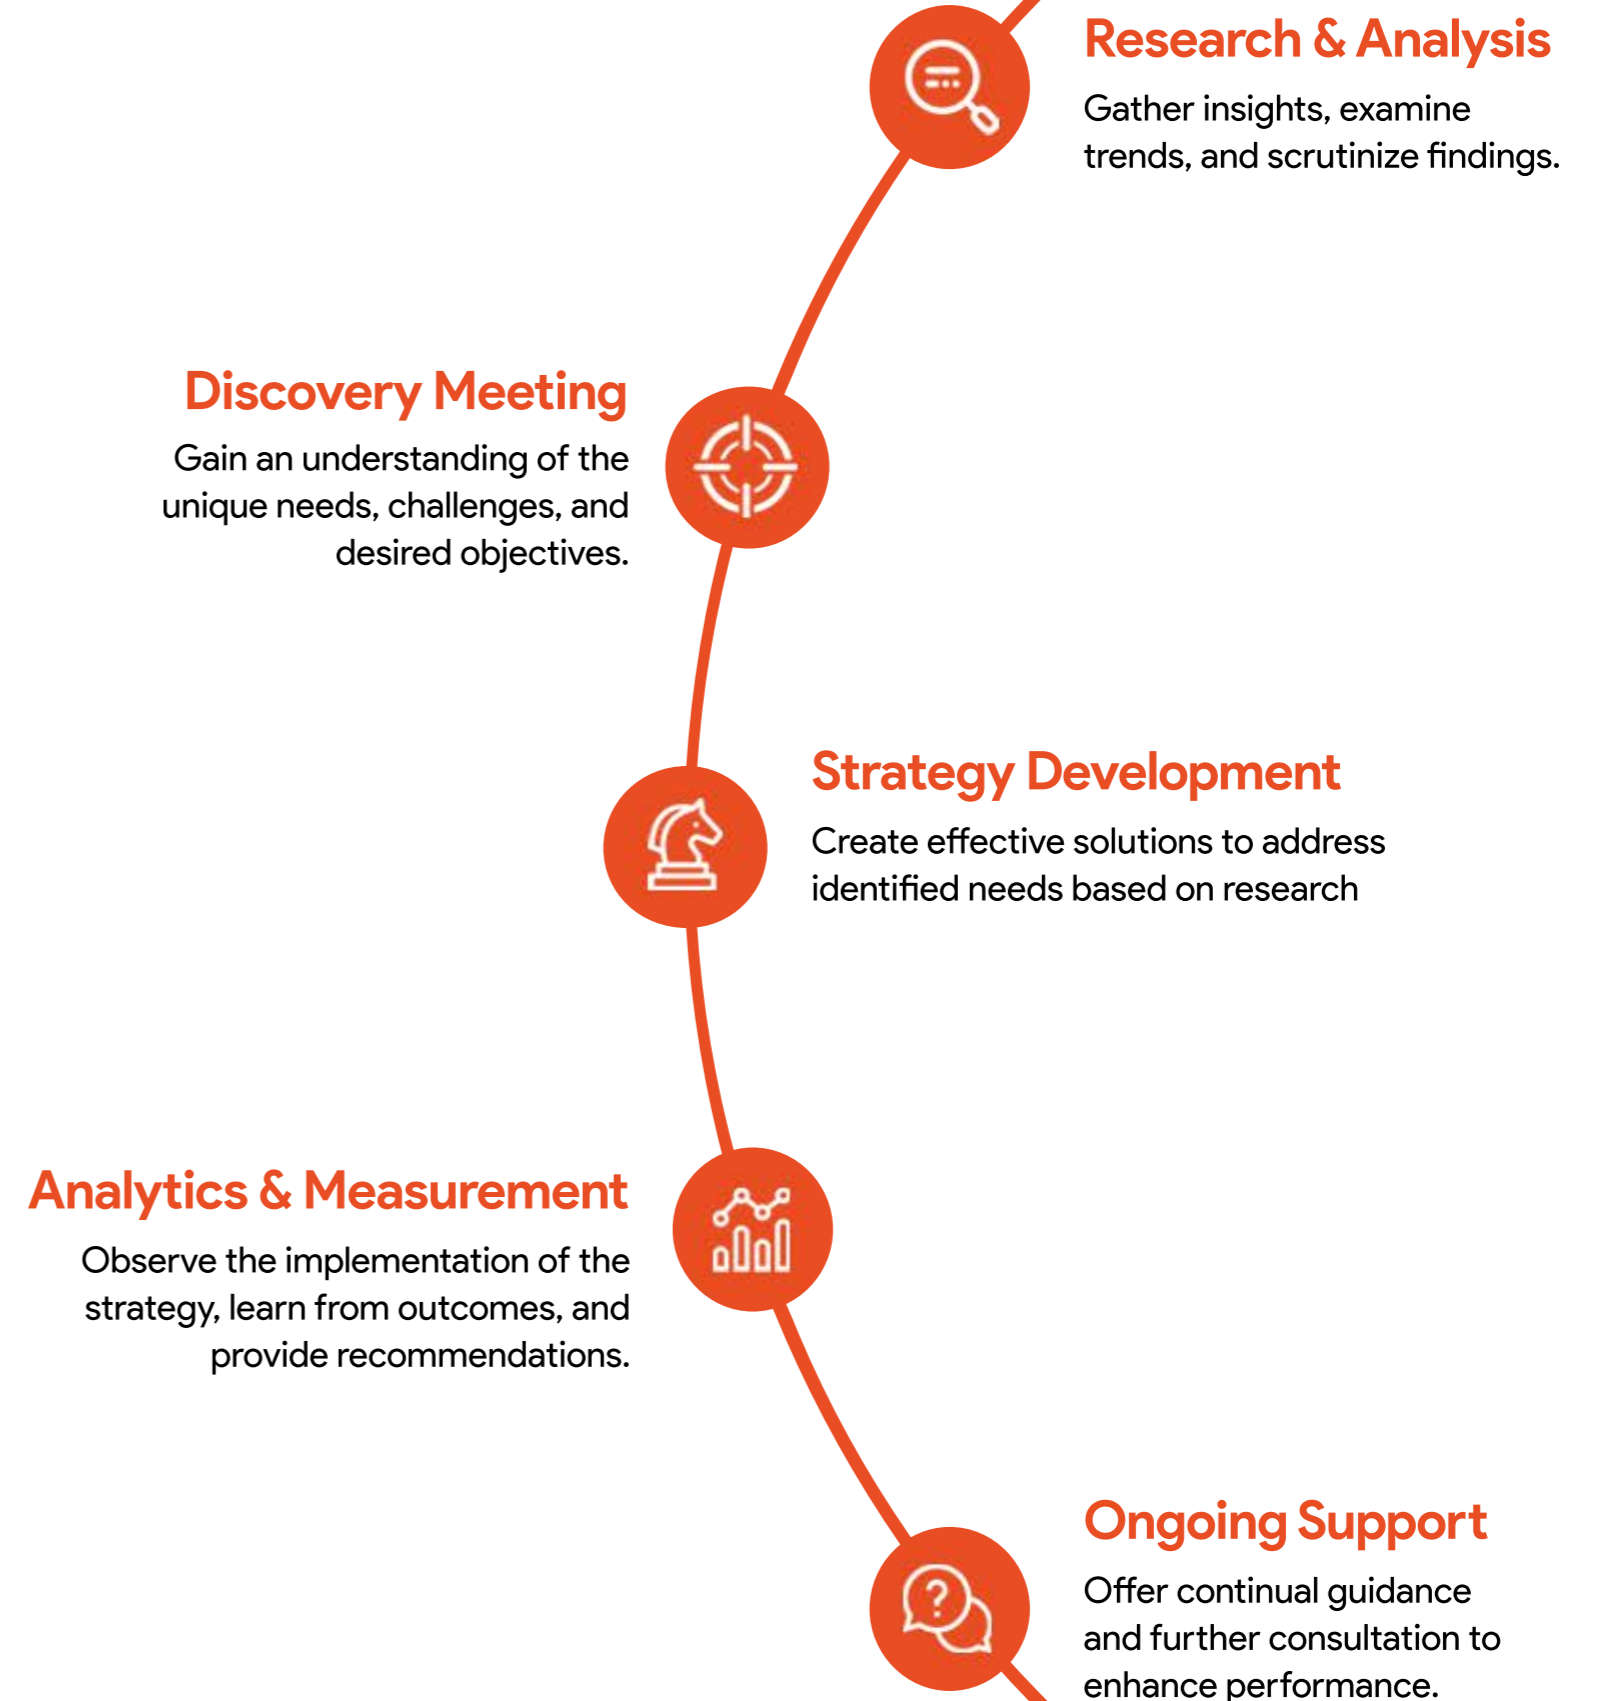 Research & Analysis
Gather insights, examine
trends, and scrutinize findings.
Discovery Meeting
Gain an understanding of the
unique needs, challenges, and
desired objectives.
Strategy Development
Create effective solutions to address
identified needs based on research
Analytics & Measurement
Observe the implementation of the
strategy, learn from outcomes, and
provide recommendations.
Ongoing Support
Offer continual guidance
and further consultation to
enhance performance.